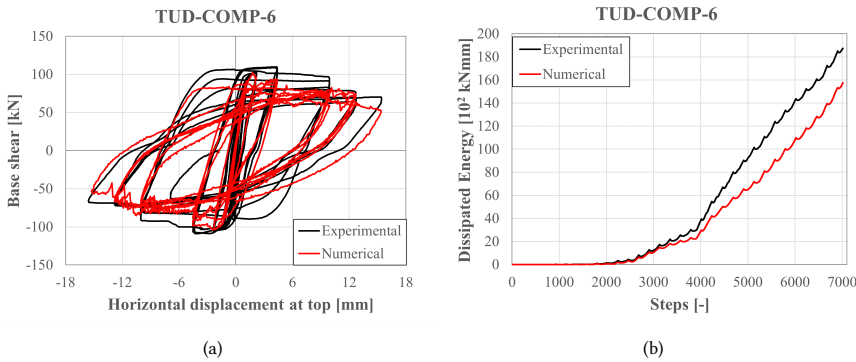 TUD-COMP-6
150
100
50
0
-50
-100
-150
Base shear [kN]
-18
-12
-6
0
6
12
18
Horizontal displacement at top [mm]
Experimental
Numerical
(a)
TUD-COMP-6
200
180
160
140
120
100
80
60
40
20
0
Dissipated Energy [10² kNmm]
0
1000
2000
3000
4000
5000
6000
7000
Steps [-]
Experimental
Numerical
(b)